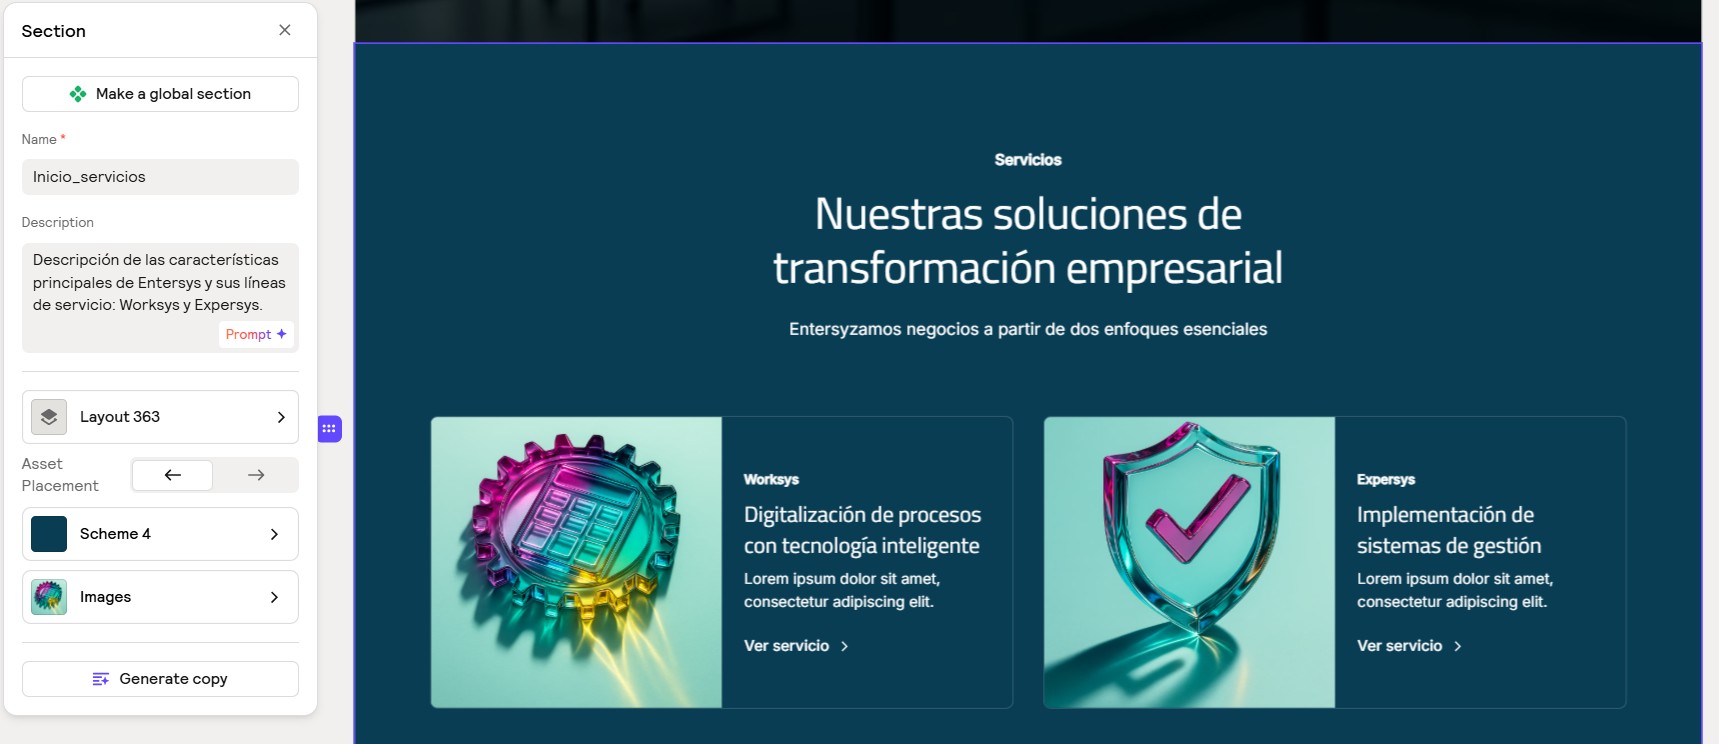 Section
Make a global section
Name *
Inicio_servicios
Description
Descripción de las características
principales de Entersys y sus líneas
de servicio: Worksys y Expersys.
Prompt
Layout 363
Asset
Placement
Scheme 4
Images
Generate copy
Servicios
Nuestras soluciones de
transformación empresarial
Entersyzamos negocios a partir de dos enfoques esenciales
Worksys
Digitalización de procesos
con tecnología inteligente
Lorem ipsum dolor sit amet,
consectetur adipiscing elit.
Ver servicio
Expersys
Implementación de
sistemas de gestión
Lorem ipsum dolor sit amet,
consectetur adipiscing elit.
Ver servicio